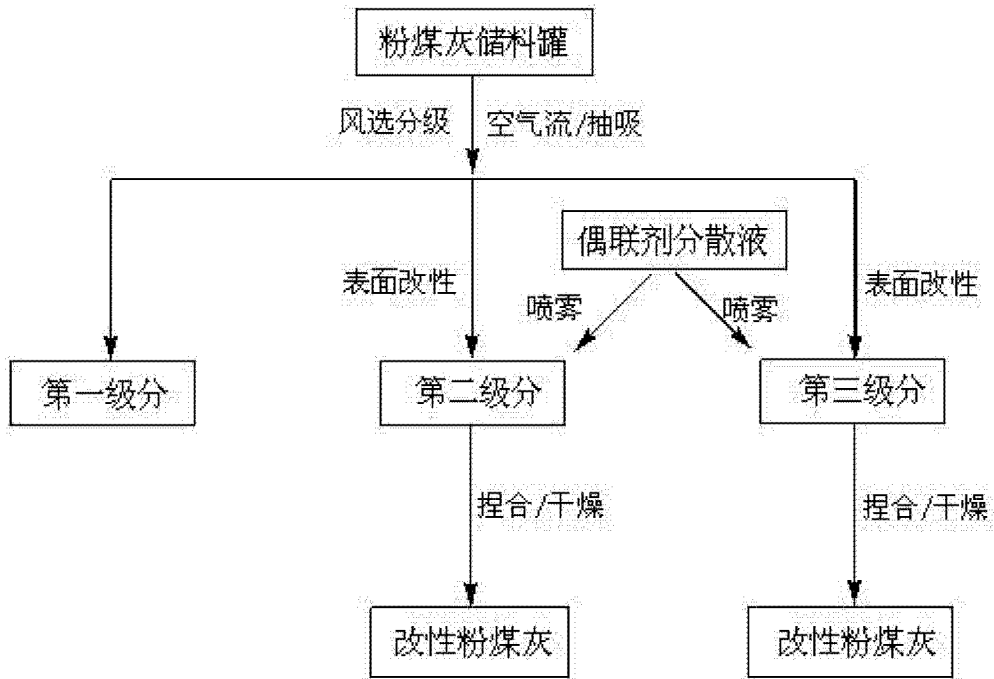 粉煤灰储料罐
风选分级 空气流/抽吸
偶联剂分散液
表面改性 喷雾 喷雾 表面改性
第一级分 第二级分 第三级分
捏合/干燥 捏合/干燥
改性粉煤灰 改性粉煤灰